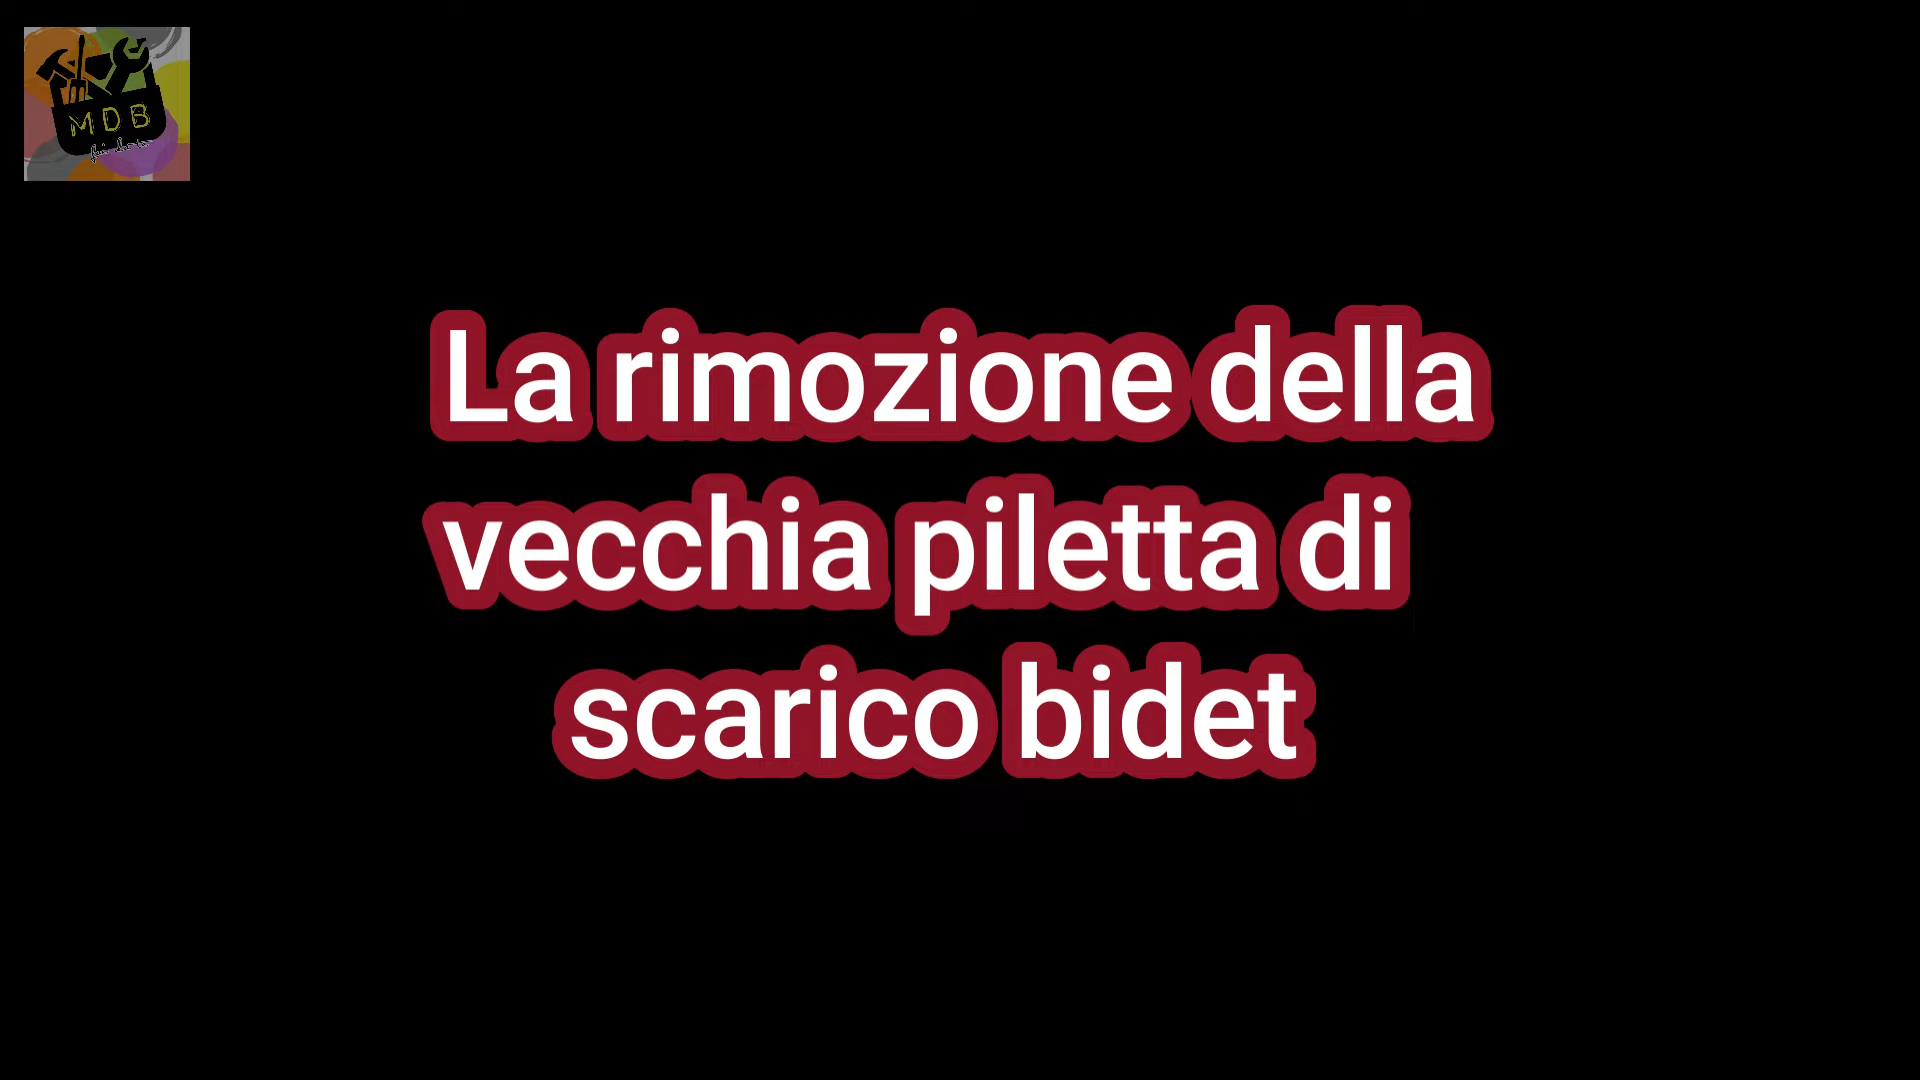 MDB
La rimozione della
vecchia piletta di
scarico bidet